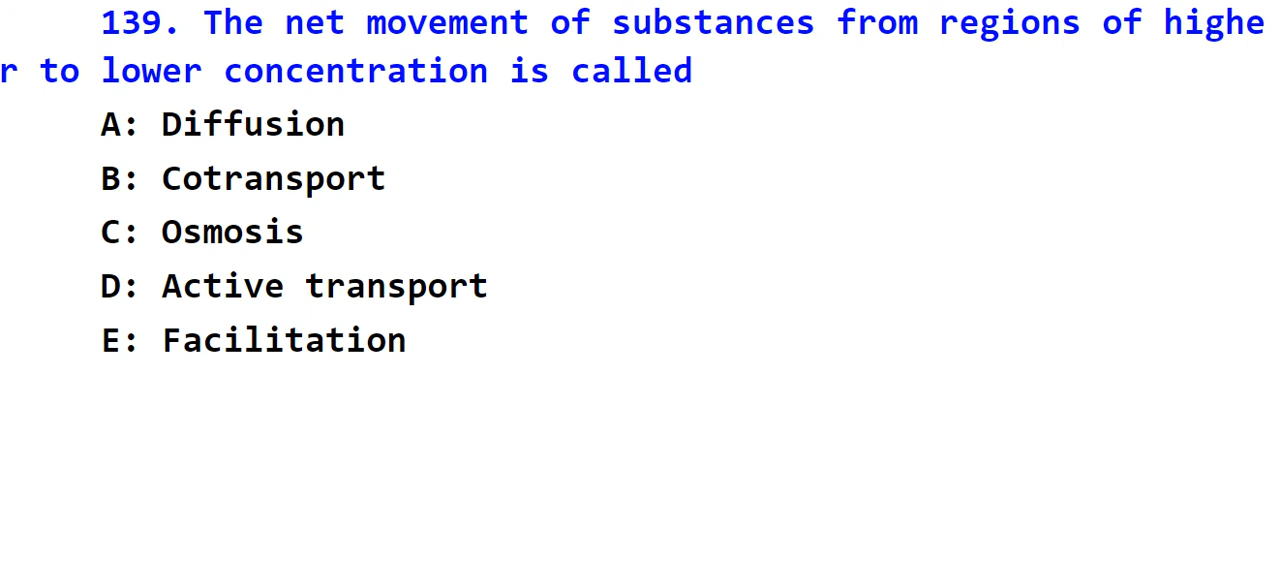 139. The net movement of substances from regions of highe
r to lower concentration is called
A: Diffusion
B: Cotransport
C: Osmosis
D: Active transport
E: Facilitation